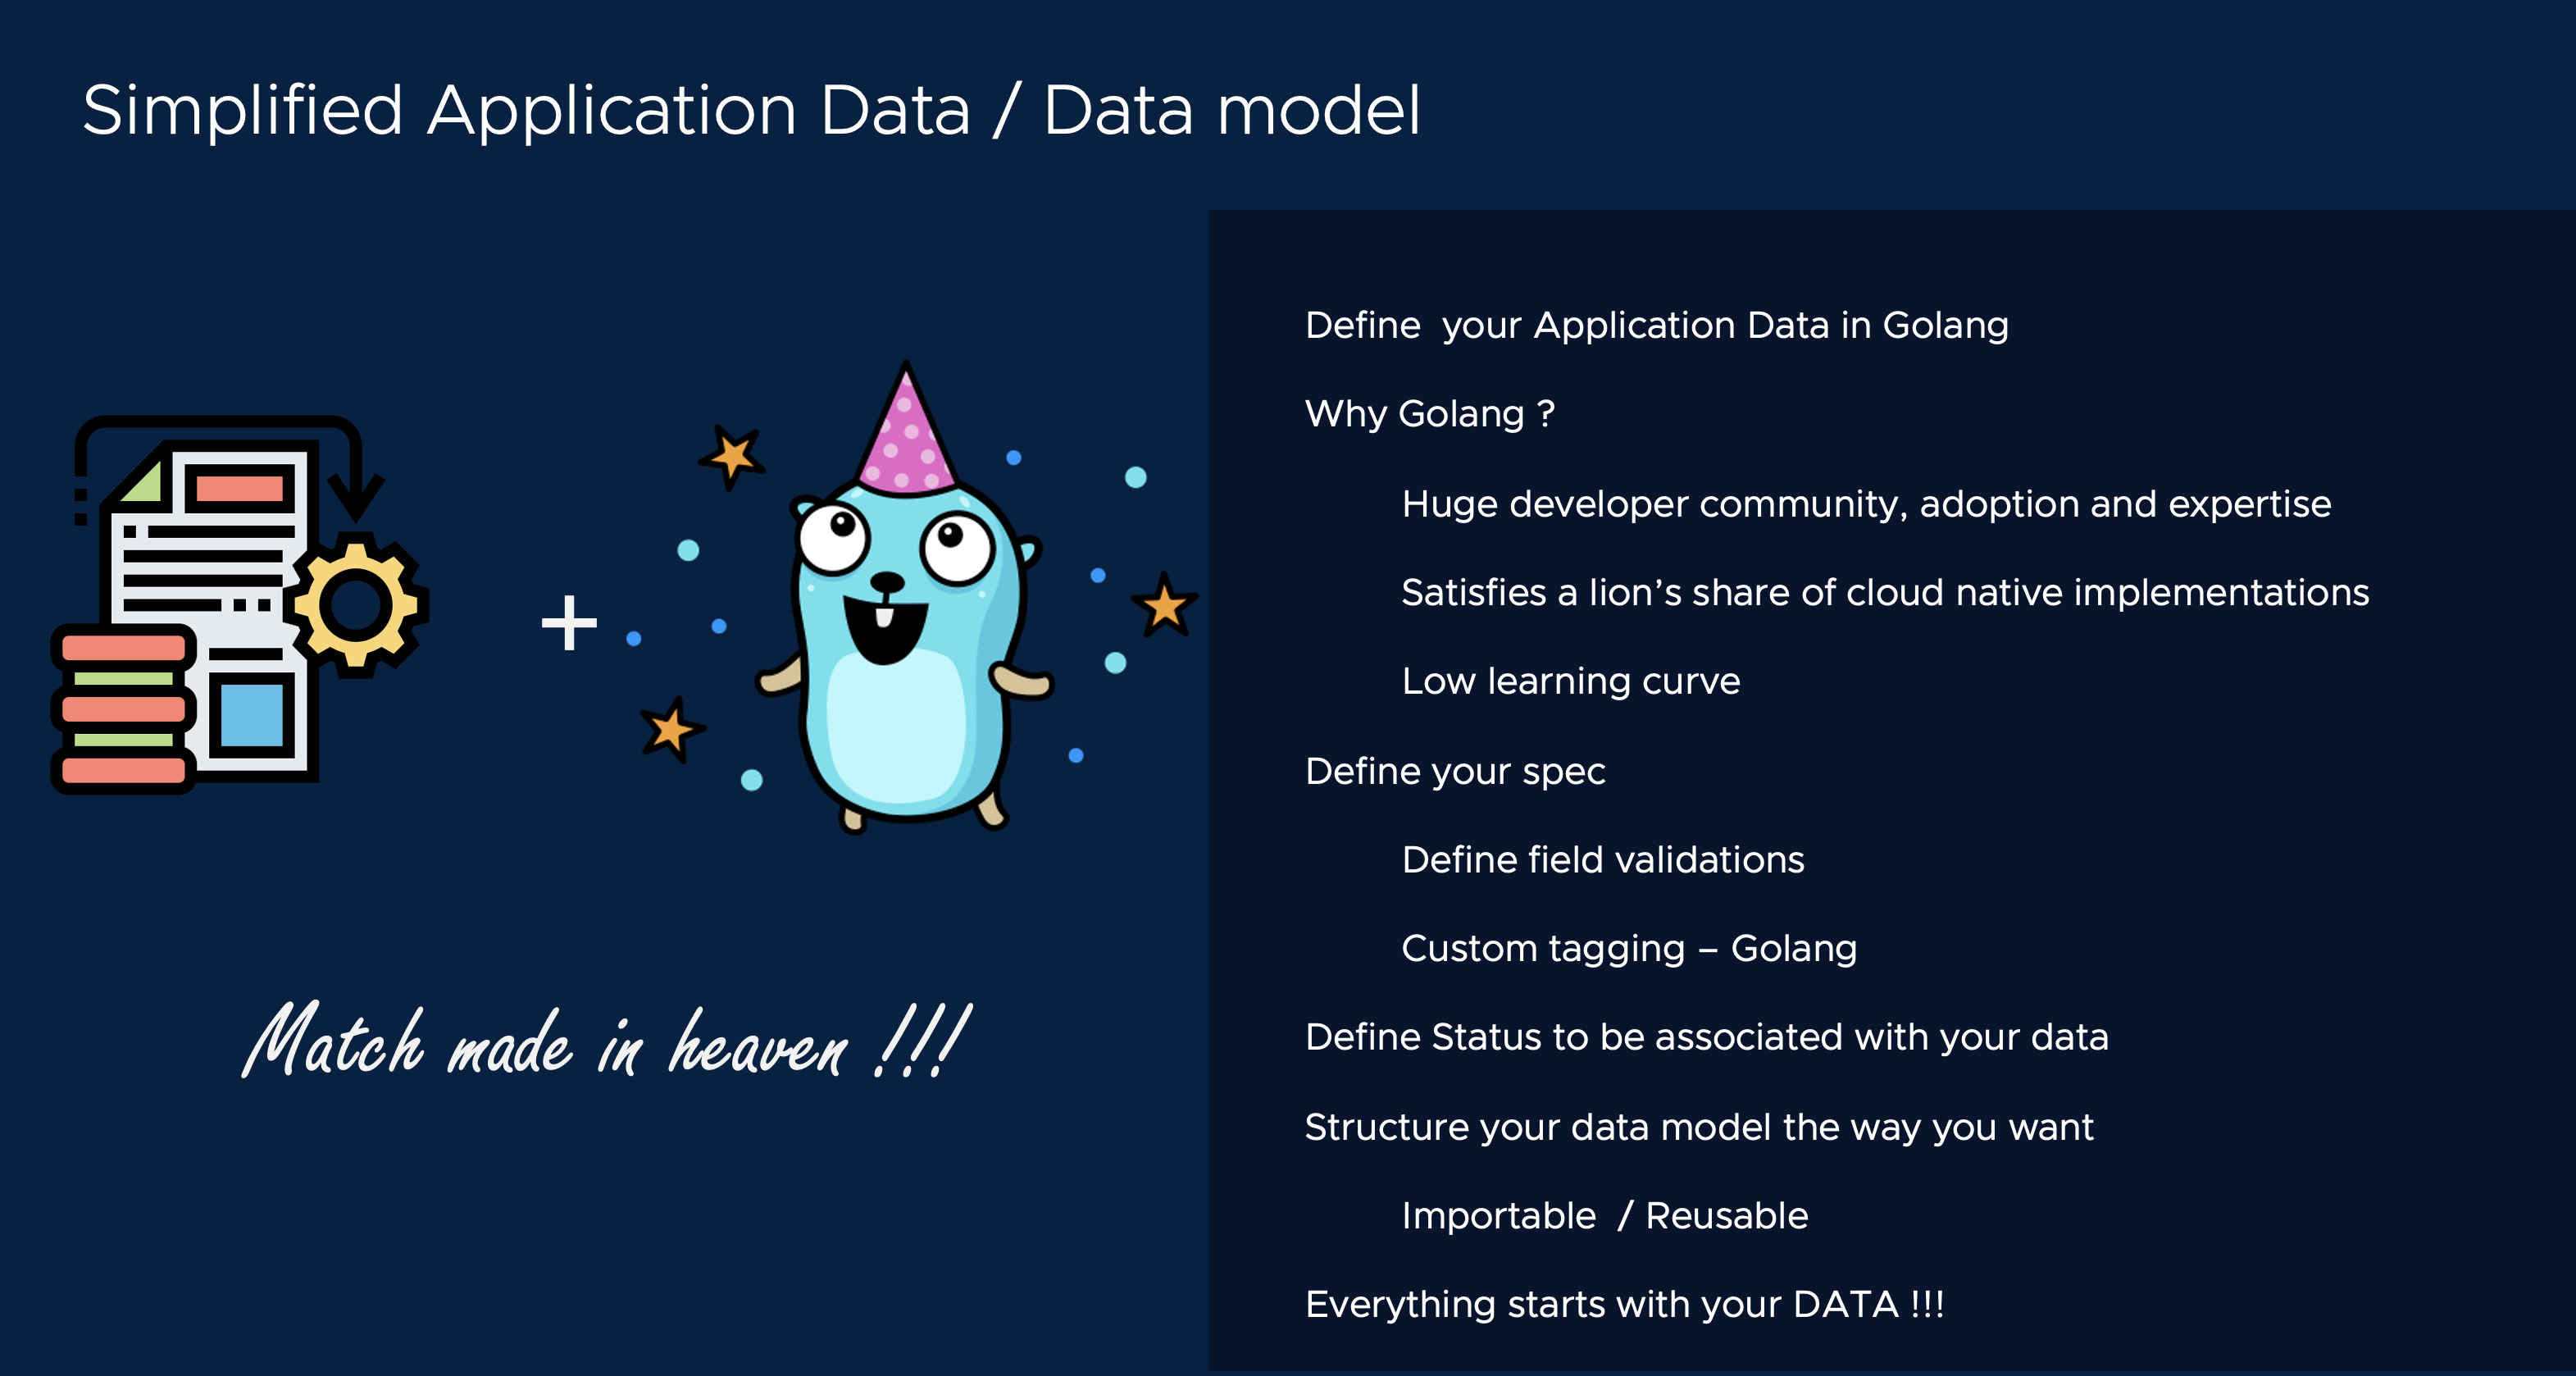 Simplified Application Data / Data model
Define  your Application Data in Golang
Why Golang ?
Huge developer community, adoption and expertise
Satisfies a lion’s share of cloud native implementations
Low learning curve
Define your spec
Define field validations
Custom tagging – Golang
Define Status to be associated with your data
Structure your data model the way you want
Importable  / Reusable
Everything starts with your DATA !!!
+
Match made in heaven !!!